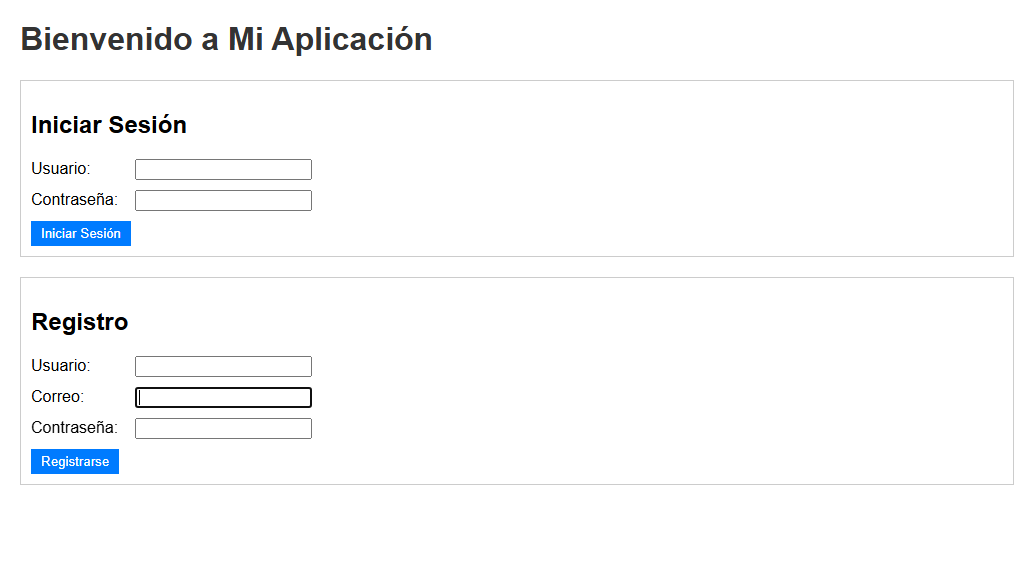 Bienvenido a Mi Aplicación
Iniciar Sesión
Usuario:
Contraseña:
Iniciar Sesión
Registro
Usuario:
Correo:
Contraseña:
Registrarse